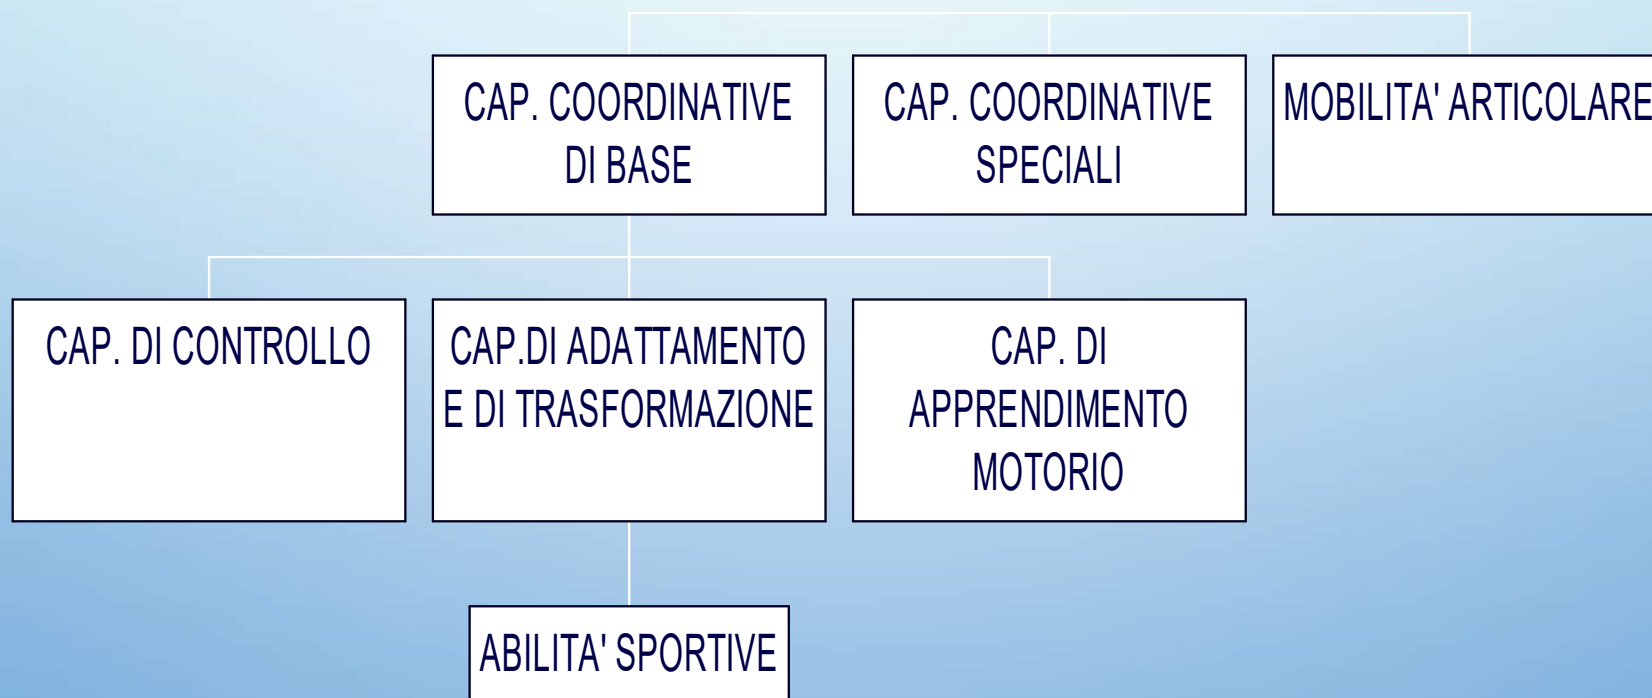 CAP. COORDINATIVE
DI BASE
CAP. COORDINATIVE
SPECIALI
MOBILITA' ARTICOLARE
CAP. DI CONTROLLO
CAP.DI ADATTAMENTO
E DI TRASFORMAZIONE
CAP. DI
APPRENDIMENTO
MOTORIO
ABILITA' SPORTIVE